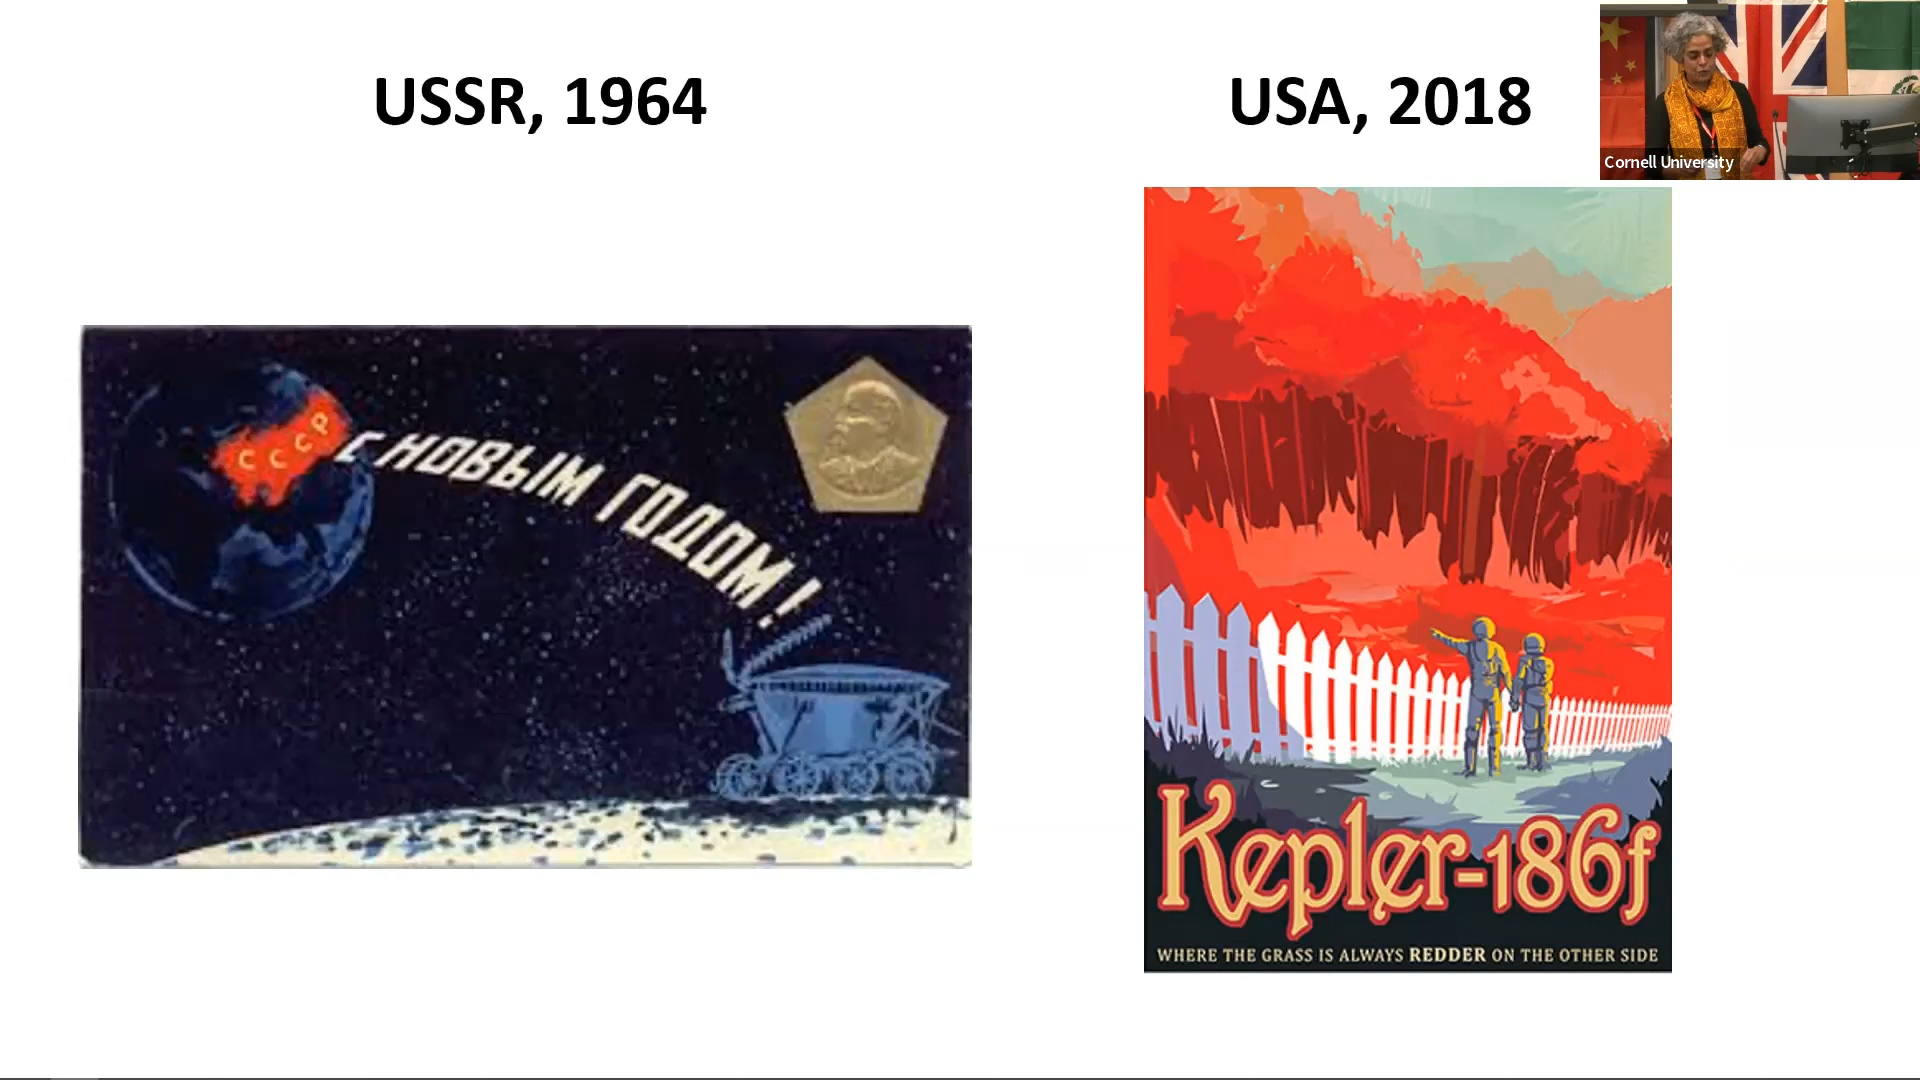 USSR, 1964
USA, 2018
Cornell University
СССР
С НОВЫМ ГОДОМ!
Kepler-186f
WHERE THE GRASS IS ALWAYS REDDER ON THE OTHER SIDE